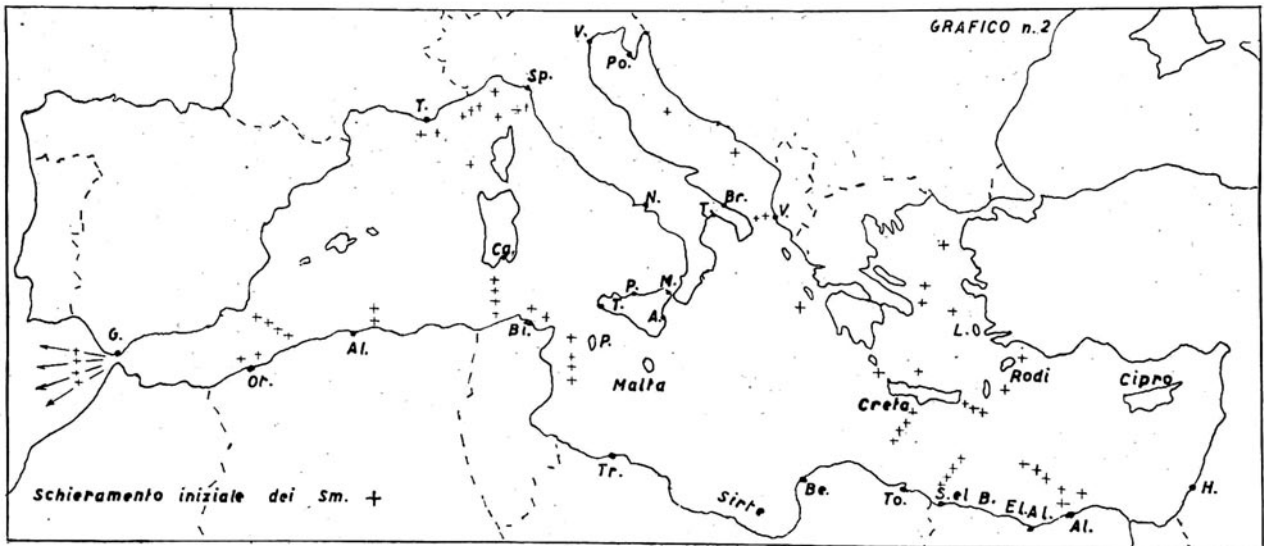 GRAFICO n. 2
V.
Po.
Sp.
T.
N.
Br.
T.
V.
Cg.
P.
M.
T.
A.
L.
G.
Al.
Bi.
P.
Or.
Malta
Rodi
Cipro
Creta
Tr.
Be.
To.
S.el B.
El.Al.
Al.
H.
Sirte
Schieramento iniziale dei Sm. +